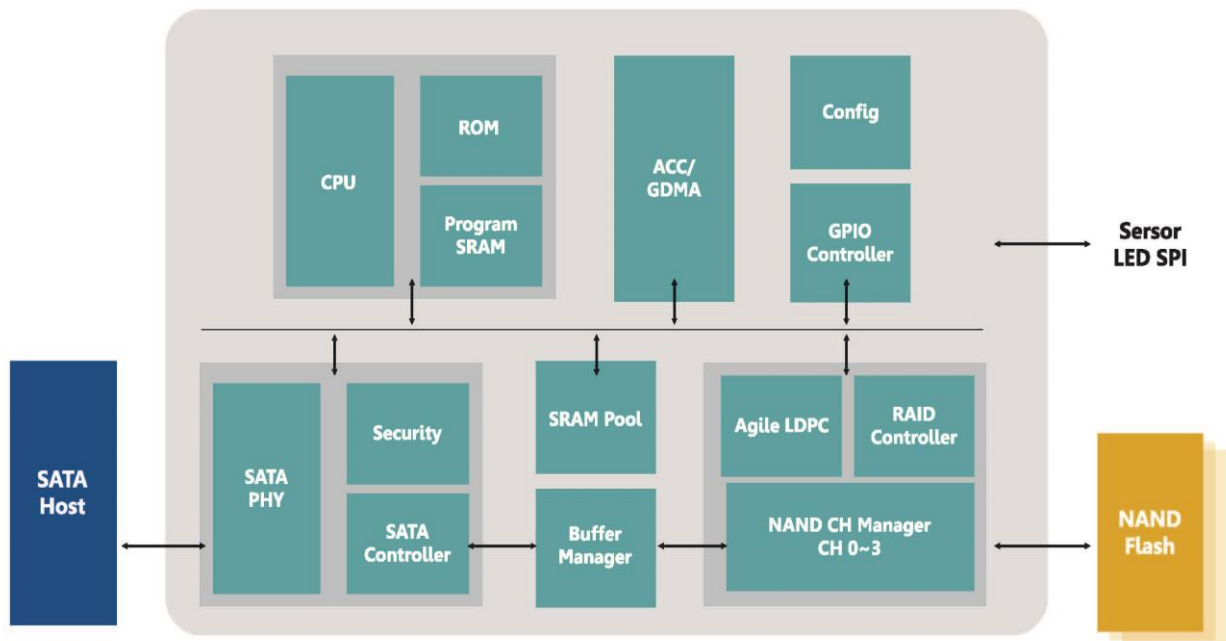 CPU
ROM
Program
SRAM
ACC/
GDMA
Config
GPIO
Controller
Sersor
LED SPI
SATA
Host
SATA
PHY
Security
SATA
Controller
SRAM Pool
Buffer
Manager
Agile LDPC
RAID
Controller
NAND CH Manager
CH 0~3
NAND
Flash